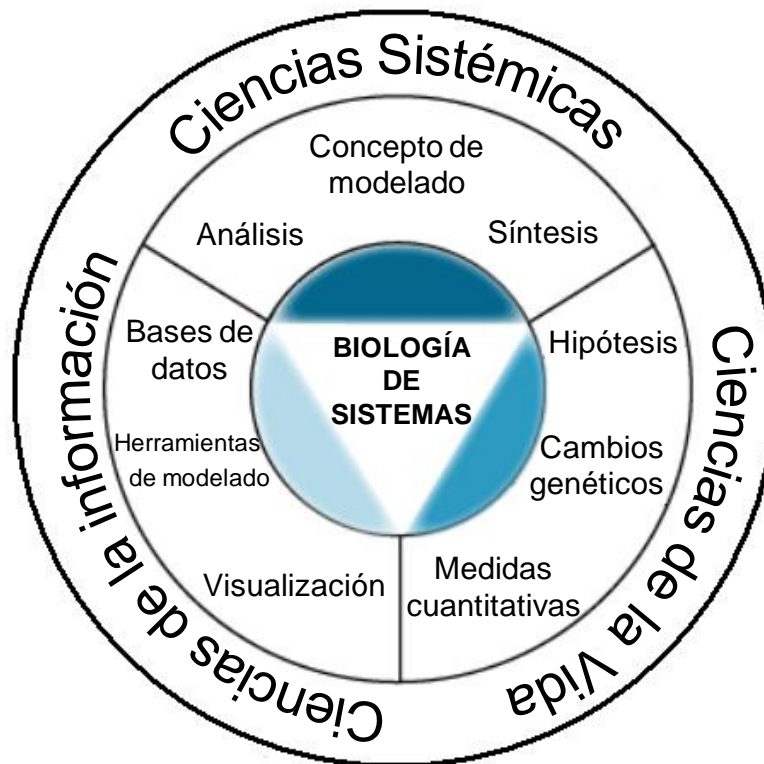 Ciencias Sistémicas
Concepto de
modelado
Análisis
Síntesis
Bases de
datos
Herramientas
de modelado
Visualización
BIOLOGÍA
DE
SISTEMAS
Hipótesis
Cambios
genéticos
Medidas
cuantitativas
Ciencias de la información
Ciencias de la Vida